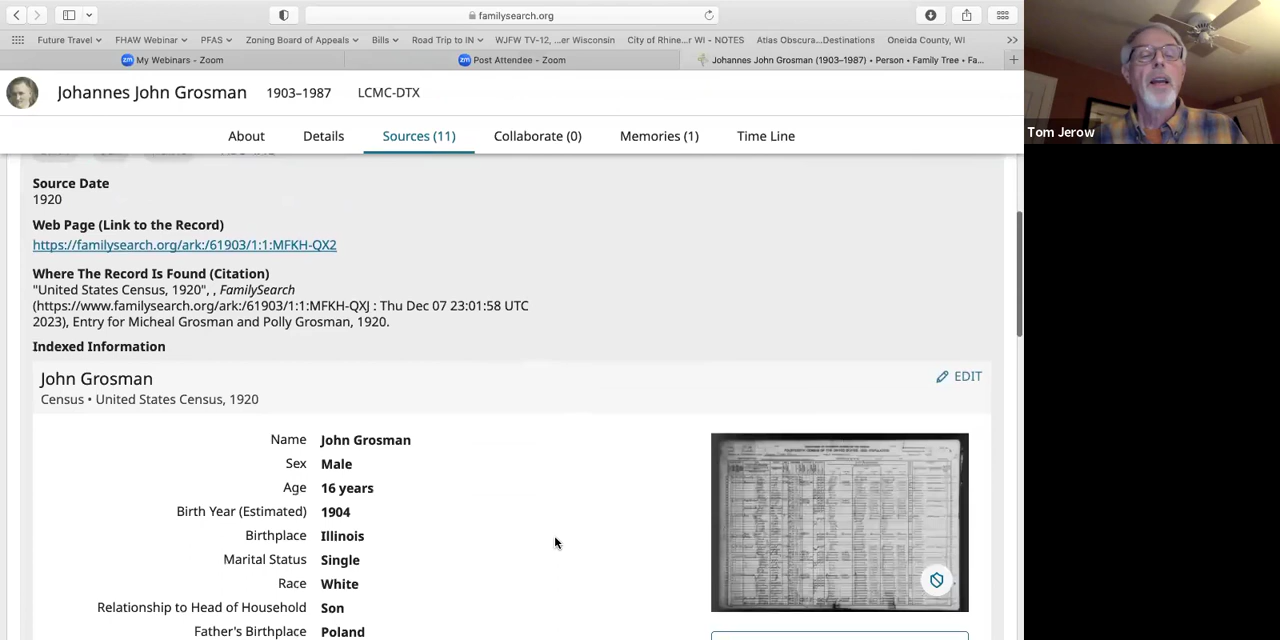 familysearch.org
Future Travel FHAW Webinar PFAS Zoning Board of Appeals Bills Road Trip to IN WJFW TV-12, ...er Wisconsin City of Rhine...r WI - NOTES Atlas Obscura...Destinations Oneida County, WI >>
zm My Webinars - Zoom zm Post Attendee - Zoom Johannes John Grosman (1903–1987) • Person • Family Tree • Fa...
Johannes John Grosman 1903–1987 LCMC-DTX
Tom Jerow
About Details Sources (11) Collaborate (0) Memories (1) Time Line
Source Date
1920
Web Page (Link to the Record)
https://familysearch.org/ark:/61903/1:1:MFKH-QX2
Where The Record Is Found (Citation)
"United States Census, 1920", , FamilySearch
(https://www.familysearch.org/ark:/61903/1:1:MFKH-QXJ : Thu Dec 07 23:01:58 UTC
2023), Entry for Micheal Grosman and Polly Grosman, 1920.
Indexed Information
John Grosman
EDIT
Census • United States Census, 1920
Name John Grosman
Sex Male
Age 16 years
Birth Year (Estimated) 1904
Birthplace Illinois
Marital Status Single
Race White
Relationship to Head of Household Son
Father's Birthplace Poland